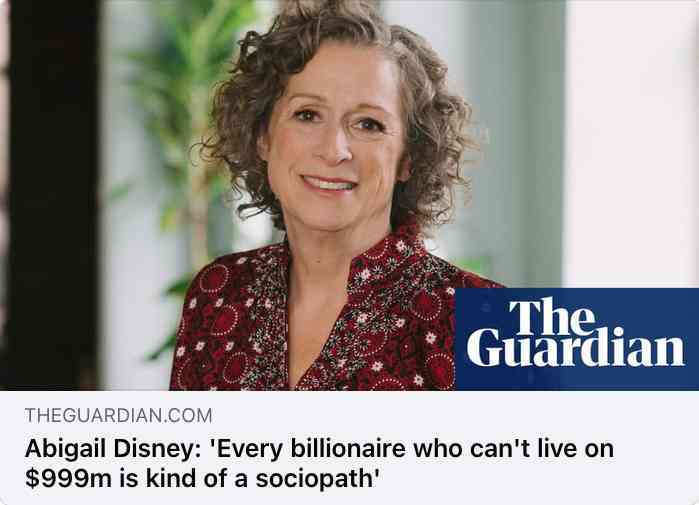 The
Guardian
THEGUARDIAN.COM
Abigail Disney: 'Every billionaire who can't live on
$999m is kind of a sociopath'